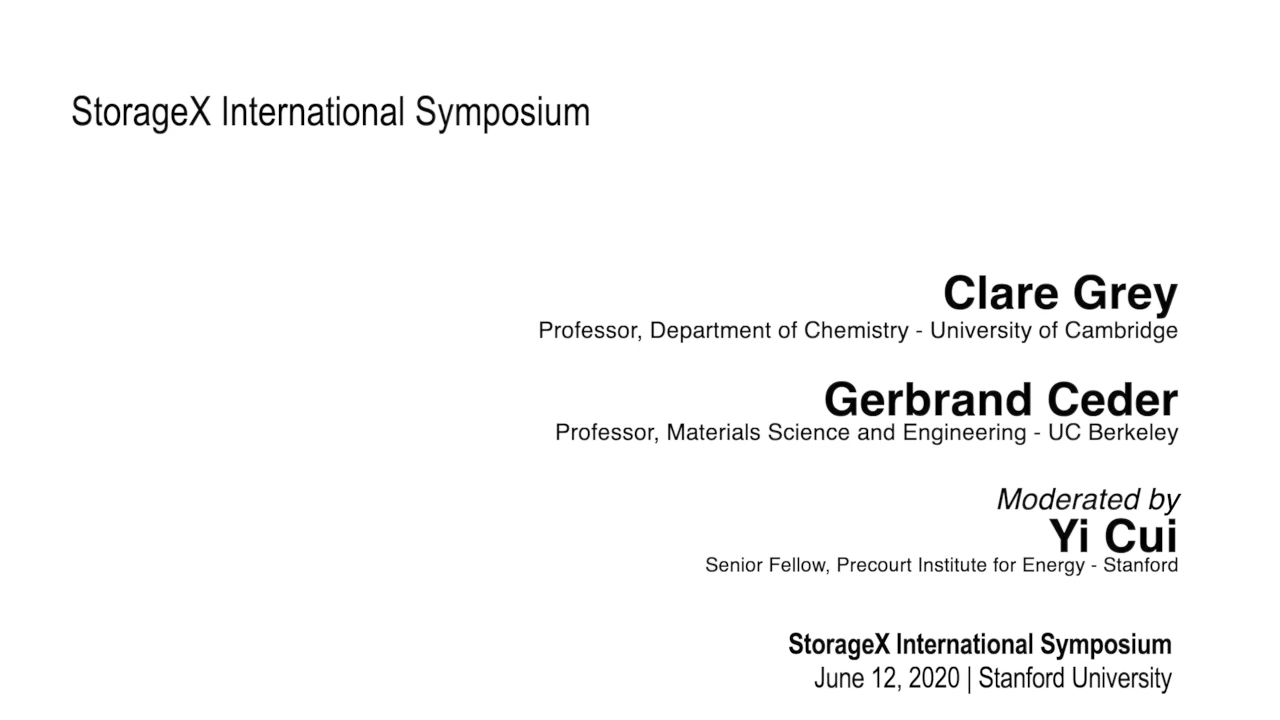 StorageX International Symposium
Clare Grey
Professor, Department of Chemistry - University of Cambridge
Gerbrand Ceder
Professor, Materials Science and Engineering - UC Berkeley
Moderated by
Yi Cui
Senior Fellow, Precourt Institute for Energy - Stanford
StorageX International Symposium
June 12, 2020 | Stanford University